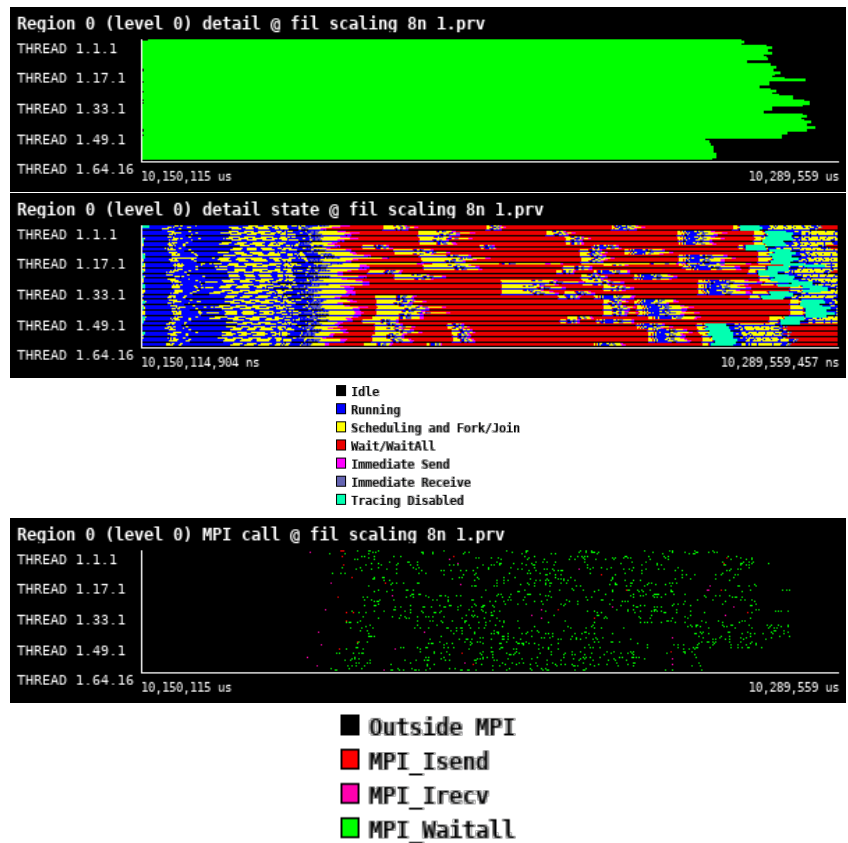 Region 0 (level 0) detail @ fil scaling 8n 1.prv
THREAD 1.1.1
THREAD 1.17.1
THREAD 1.33.1
THREAD 1.49.1
THREAD 1.64.16
10,150,115 us
10,289,559 us
Region 0 (level 0) detail state @ fil scaling 8n 1.prv
THREAD 1.1.1
THREAD 1.17.1
THREAD 1.33.1
THREAD 1.49.1
THREAD 1.64.16
10,150,114,904 ns
10,289,559,457 ns
Idle
Running
Scheduling and Fork/Join
Wait/WaitAll
Immediate Send
Immediate Receive
Tracing Disabled
Region 0 (level 0) MPI call @ fil scaling 8n 1.prv
THREAD 1.1.1
THREAD 1.17.1
THREAD 1.33.1
THREAD 1.49.1
THREAD 1.64.16
10,150,115 us
10,289,559 us
Outside MPI
MPI_Isend
MPI_Irecv
MPI_Waitall